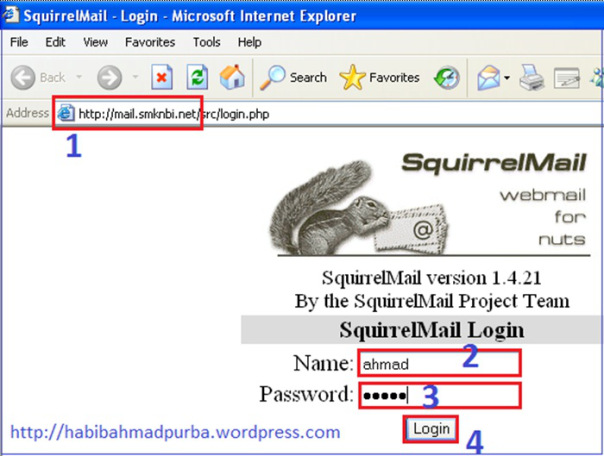 SquirrelMail - Login - Microsoft Internet Explorer
File Edit View Favorites Tools Help
Back Search Favorites
Address http://mail.smknbi.net/src/login.php
1
SquirrelMail
webmail
for
nuts
@
SquirrelMail version 1.4.21
By the SquirrelMail Project Team
SquirrelMail Login
Name: ahmad 2
Password: ●●●●● 3
Login 4
http://habibahmadpurba.wordpress.com